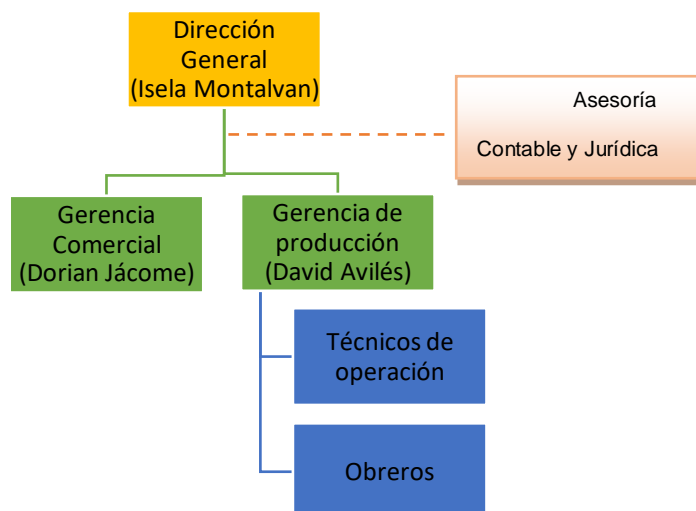 Dirección
General
(Isela Montalvan)
Asesoría
Contable y Jurídica
Gerencia
Comercial
(Dorian Jácome)
Gerencia de
producción
(David Avilés)
Técnicos de
operación
Obreros